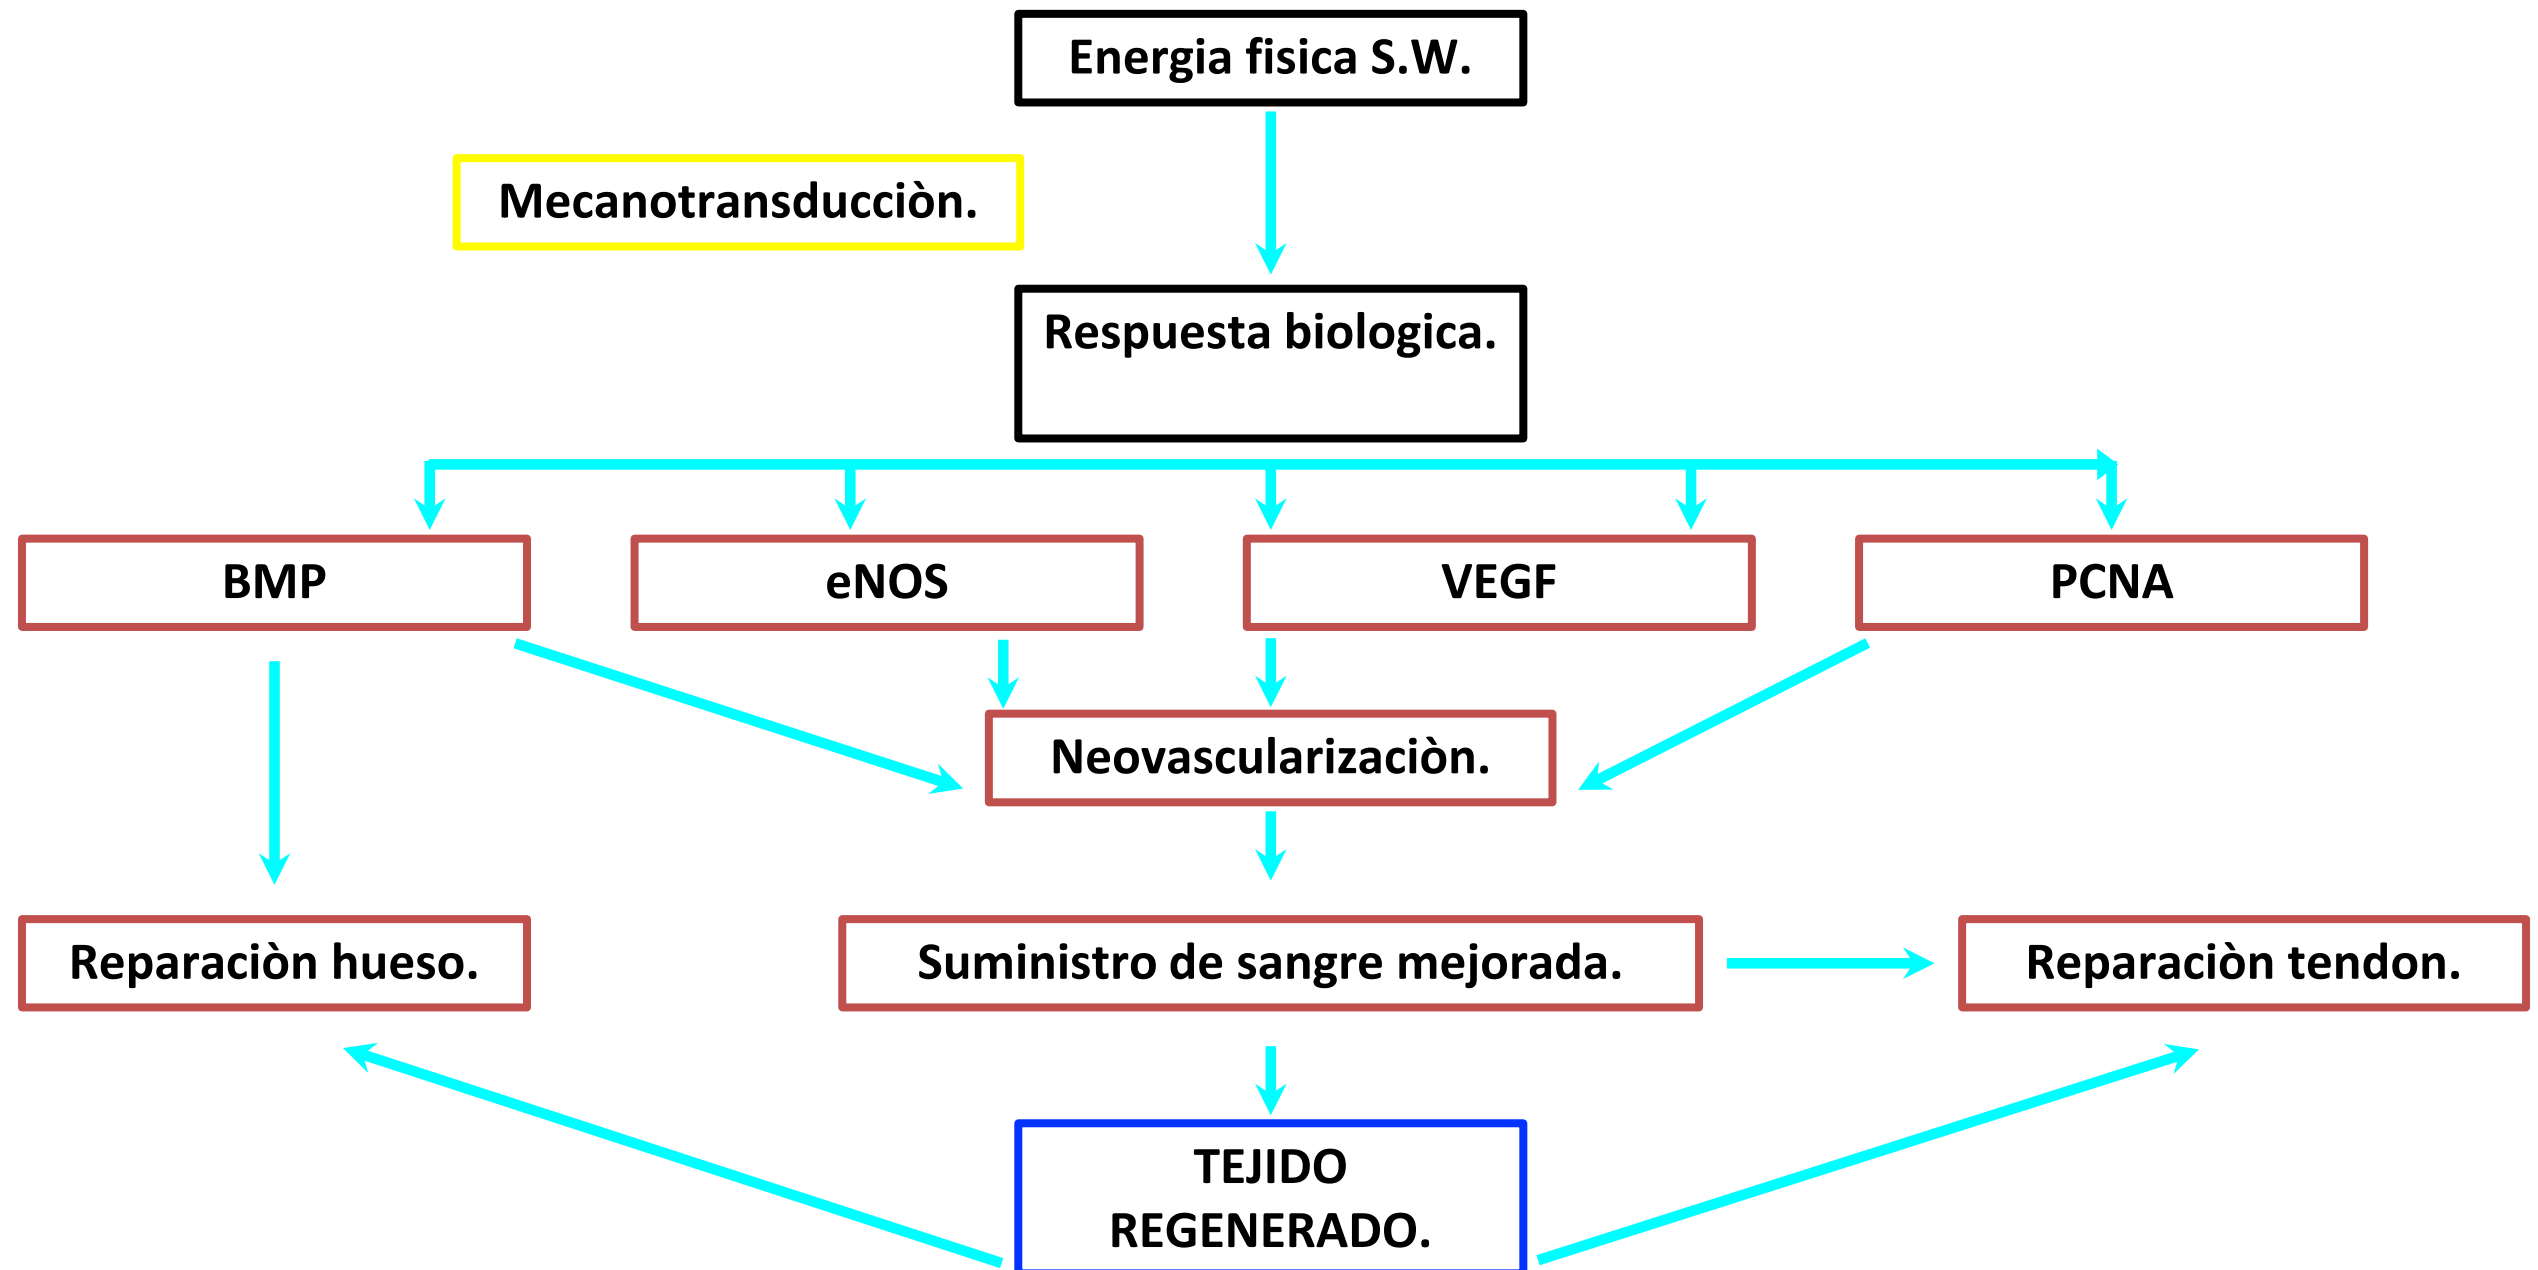 Energia fisica S.W.
Mecanotransducciòn.
Respuesta biologica.
BMP
eNOS
VEGF
PCNA
Neovascularizaciòn.
Reparaciòn hueso.
Suministro de sangre mejorada.
Reparaciòn tendon.
TEJIDO
REGENERADO.